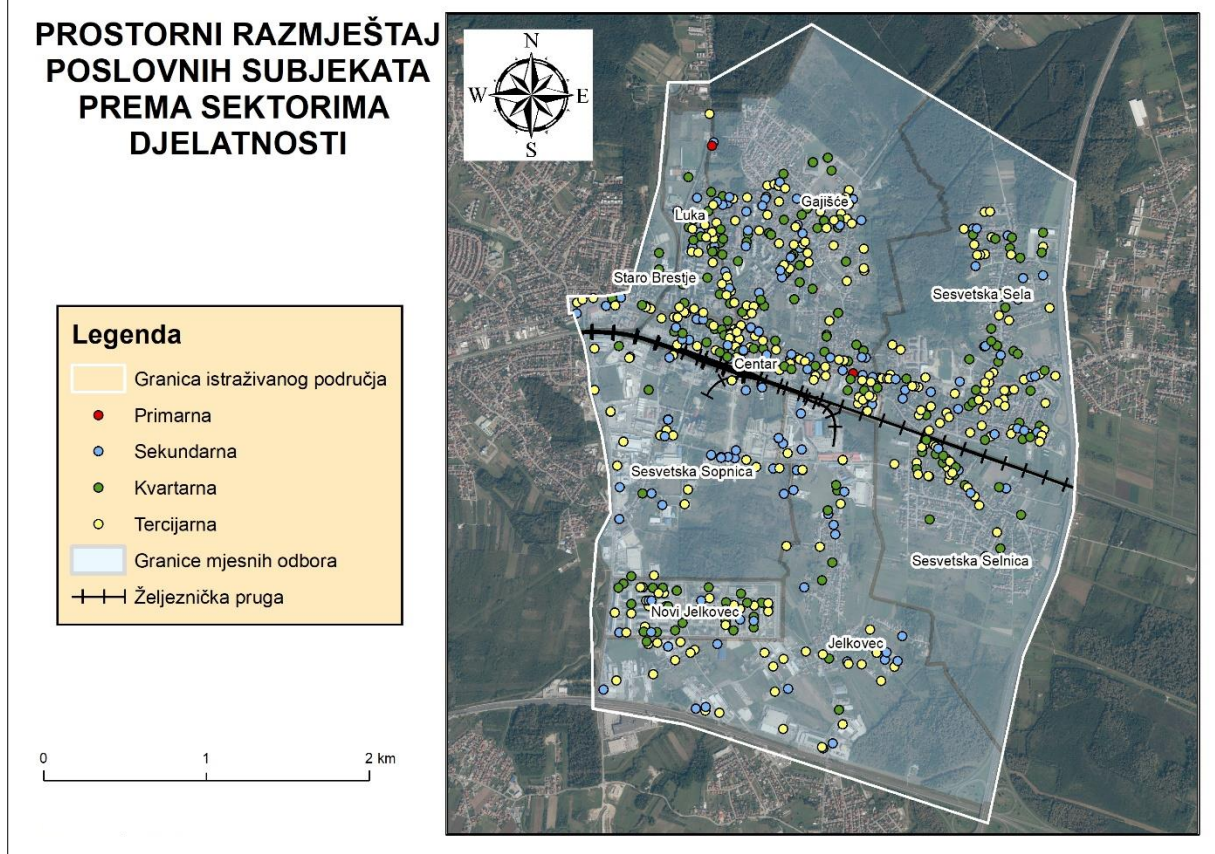 PROSTORNI RAZMJEŠTAJ
POSLOVNIH SUBJEKATA
PREMA SEKTORIMA
DJELATNOSTI
N
W E
S
Gajišće
Luka
Staro Brestje
Sesvetska Sela
Centar
Sesvetska Sopnica
Sesvetska Selnica
Novi Jelkovec
Jelkovec
Legenda
Granica istraživanog područja
Primarna
Sekundarna
Kvartarna
Tercijarna
Granice mjesnih odbora
Željeznička pruga
0 1 2 km